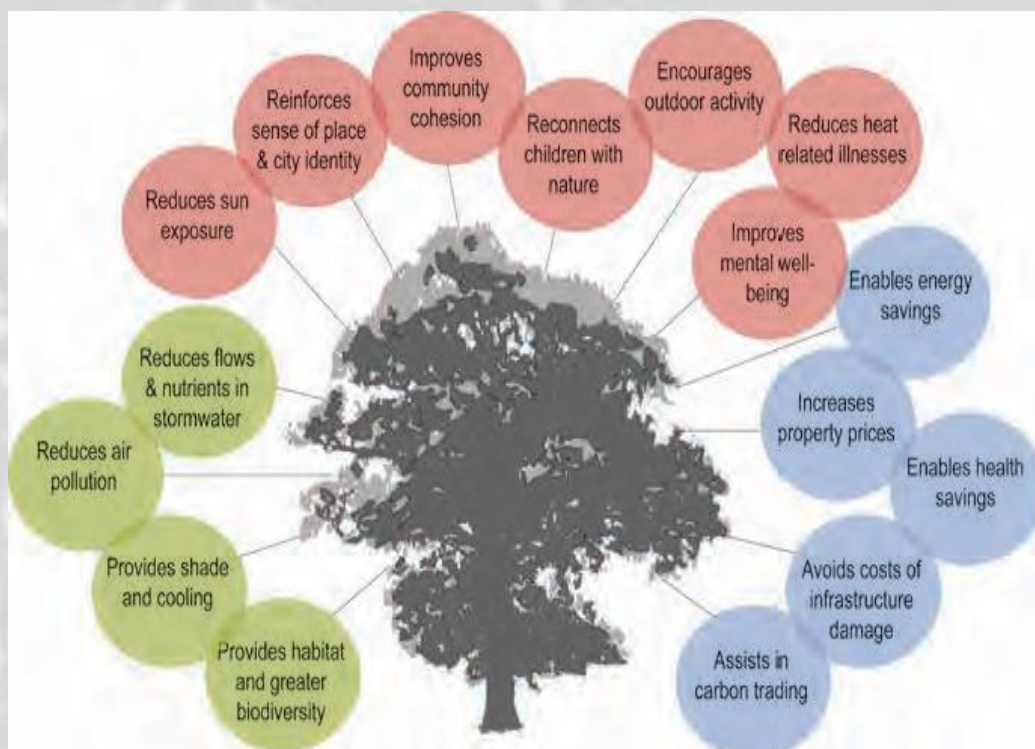 Improves
community
cohesion
Encourages
outdoor activity
Reinforces
sense of place
& city identity
Reconnects
children with
nature
Reduces heat
related illnesses
Reduces sun
exposure
Improves
mental well-
being
Enables energy
savings
Reduces flows
& nutrients in
stormwater
Increases
property prices
Reduces air
pollution
Enables health
savings
Provides shade
and cooling
Avoids costs of
infrastructure
damage
Provides habitat
and greater
biodiversity
Assists in
carbon trading